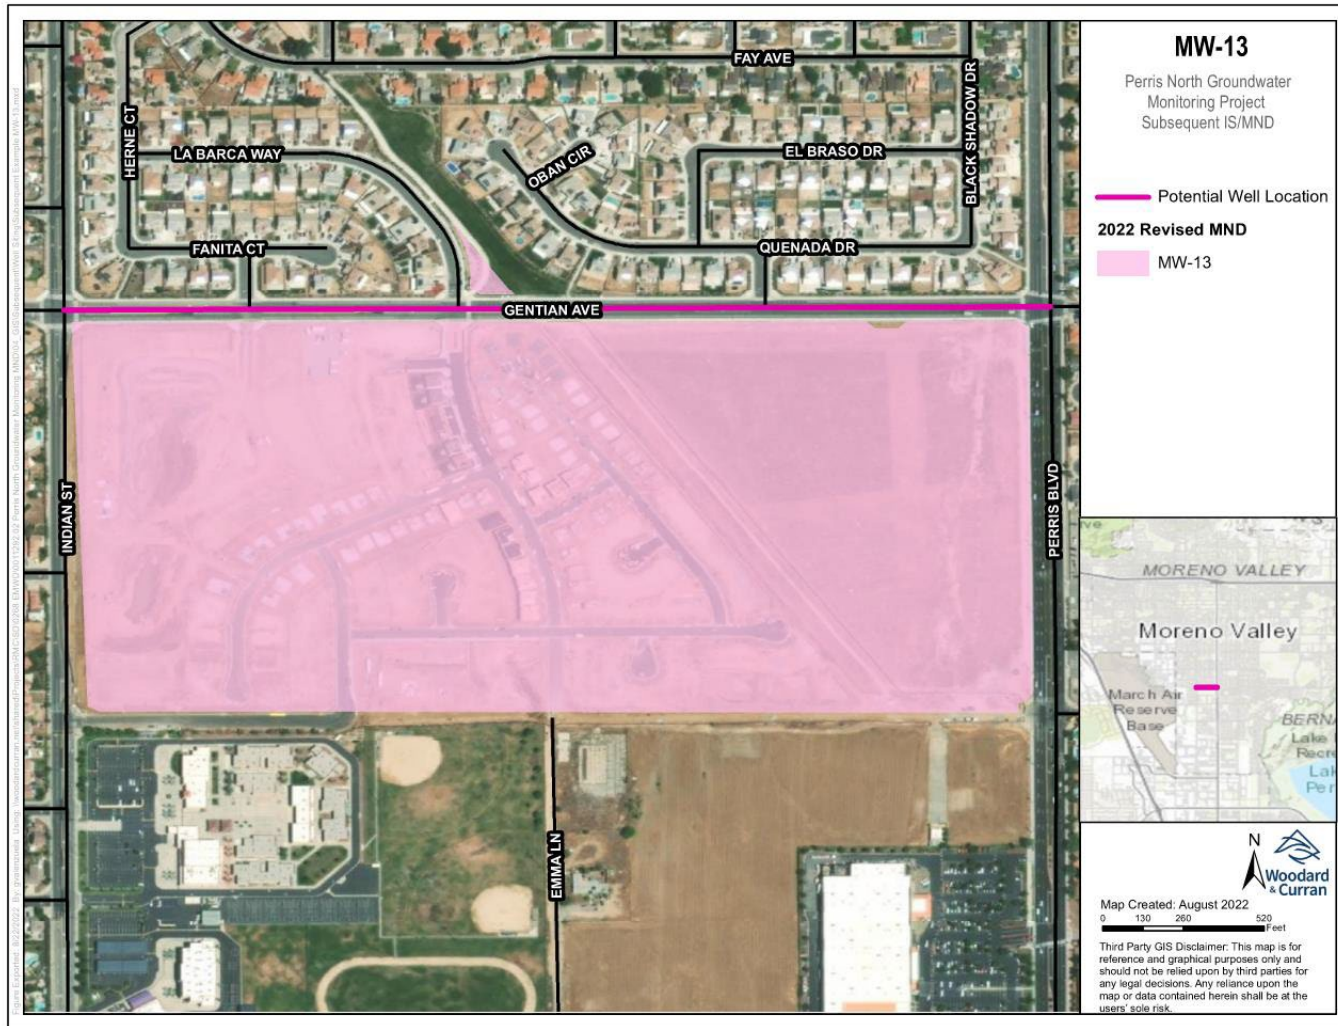 MW-13
Perris North Groundwater
Monitoring Project
Subsequent IS/MND
Potential Well Location
2022 Revised MND
MW-13
FAY AVE
HERNE CT
LA BARCA WAY
OBAN CIR
EL BRASO DR
BLACK SHADOW DR
FANITA CT
QUENADA DR
GENTIAN AVE
INDIAN ST
PERRIS BLVD
EMMA LN
MORENO VALLEY
Moreno Valley
March Air
Reserve
Base
BERN
Lake
Recre
Lak
Per
N
Woodard
& Curran
Map Created: August 2022
0 130 260 520
Feet
Third Party GIS Disclaimer: This map is for
reference and graphical purposes only and
should not be relied upon by third parties for
any legal decisions. Any reliance upon the
map or data contained herein shall be at the
users' sole risk.